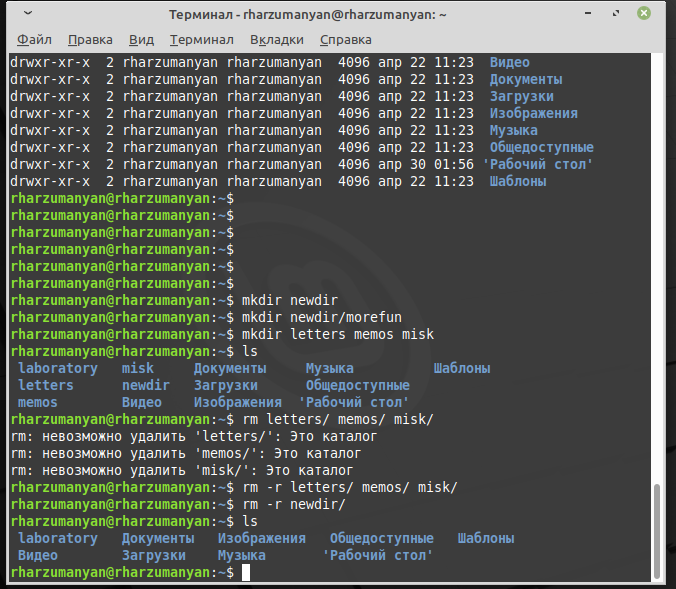 Терминал - rharzumanyan@rharzumanyan: ~
Файл Правка Вид Терминал Вкладки Справка
drwxr-xr-x  2 rharzumanyan rharzumanyan  4096 апр 22 11:23  Видео
drwxr-xr-x  2 rharzumanyan rharzumanyan  4096 апр 22 11:23  Документы
drwxr-xr-x  2 rharzumanyan rharzumanyan  4096 апр 22 11:23  Загрузки
drwxr-xr-x  2 rharzumanyan rharzumanyan  4096 апр 22 11:23  Изображения
drwxr-xr-x  2 rharzumanyan rharzumanyan  4096 апр 22 11:23  Музыка
drwxr-xr-x  2 rharzumanyan rharzumanyan  4096 апр 22 11:23  Общедоступные
drwxr-xr-x  2 rharzumanyan rharzumanyan  4096 апр 30 01:56 'Рабочий стол'
drwxr-xr-x  2 rharzumanyan rharzumanyan  4096 апр 22 11:23  Шаблоны
rharzumanyan@rharzumanyan:~$
rharzumanyan@rharzumanyan:~$
rharzumanyan@rharzumanyan:~$
rharzumanyan@rharzumanyan:~$
rharzumanyan@rharzumanyan:~$
rharzumanyan@rharzumanyan:~$
rharzumanyan@rharzumanyan:~$ mkdir newdir
rharzumanyan@rharzumanyan:~$ mkdir newdir/morefun
rharzumanyan@rharzumanyan:~$ mkdir letters memos misk
rharzumanyan@rharzumanyan:~$ ls
laboratory   misk     Документы     Музыка          Шаблоны
letters      newdir   Загрузки      Общедоступные
memos        Видео    Изображения  'Рабочий стол'
rharzumanyan@rharzumanyan:~$ rm letters/ memos/ misk/
rm: невозможно удалить 'letters/': Это каталог
rm: невозможно удалить 'memos/': Это каталог
rm: невозможно удалить 'misk/': Это каталог
rharzumanyan@rharzumanyan:~$ rm -r letters/ memos/ misk/
rharzumanyan@rharzumanyan:~$ rm -r newdir/
rharzumanyan@rharzumanyan:~$ ls
laboratory   Документы   Изображения   Общедоступные   Шаблоны
Видео        Загрузки    Музыка       'Рабочий стол'
rharzumanyan@rharzumanyan:~$